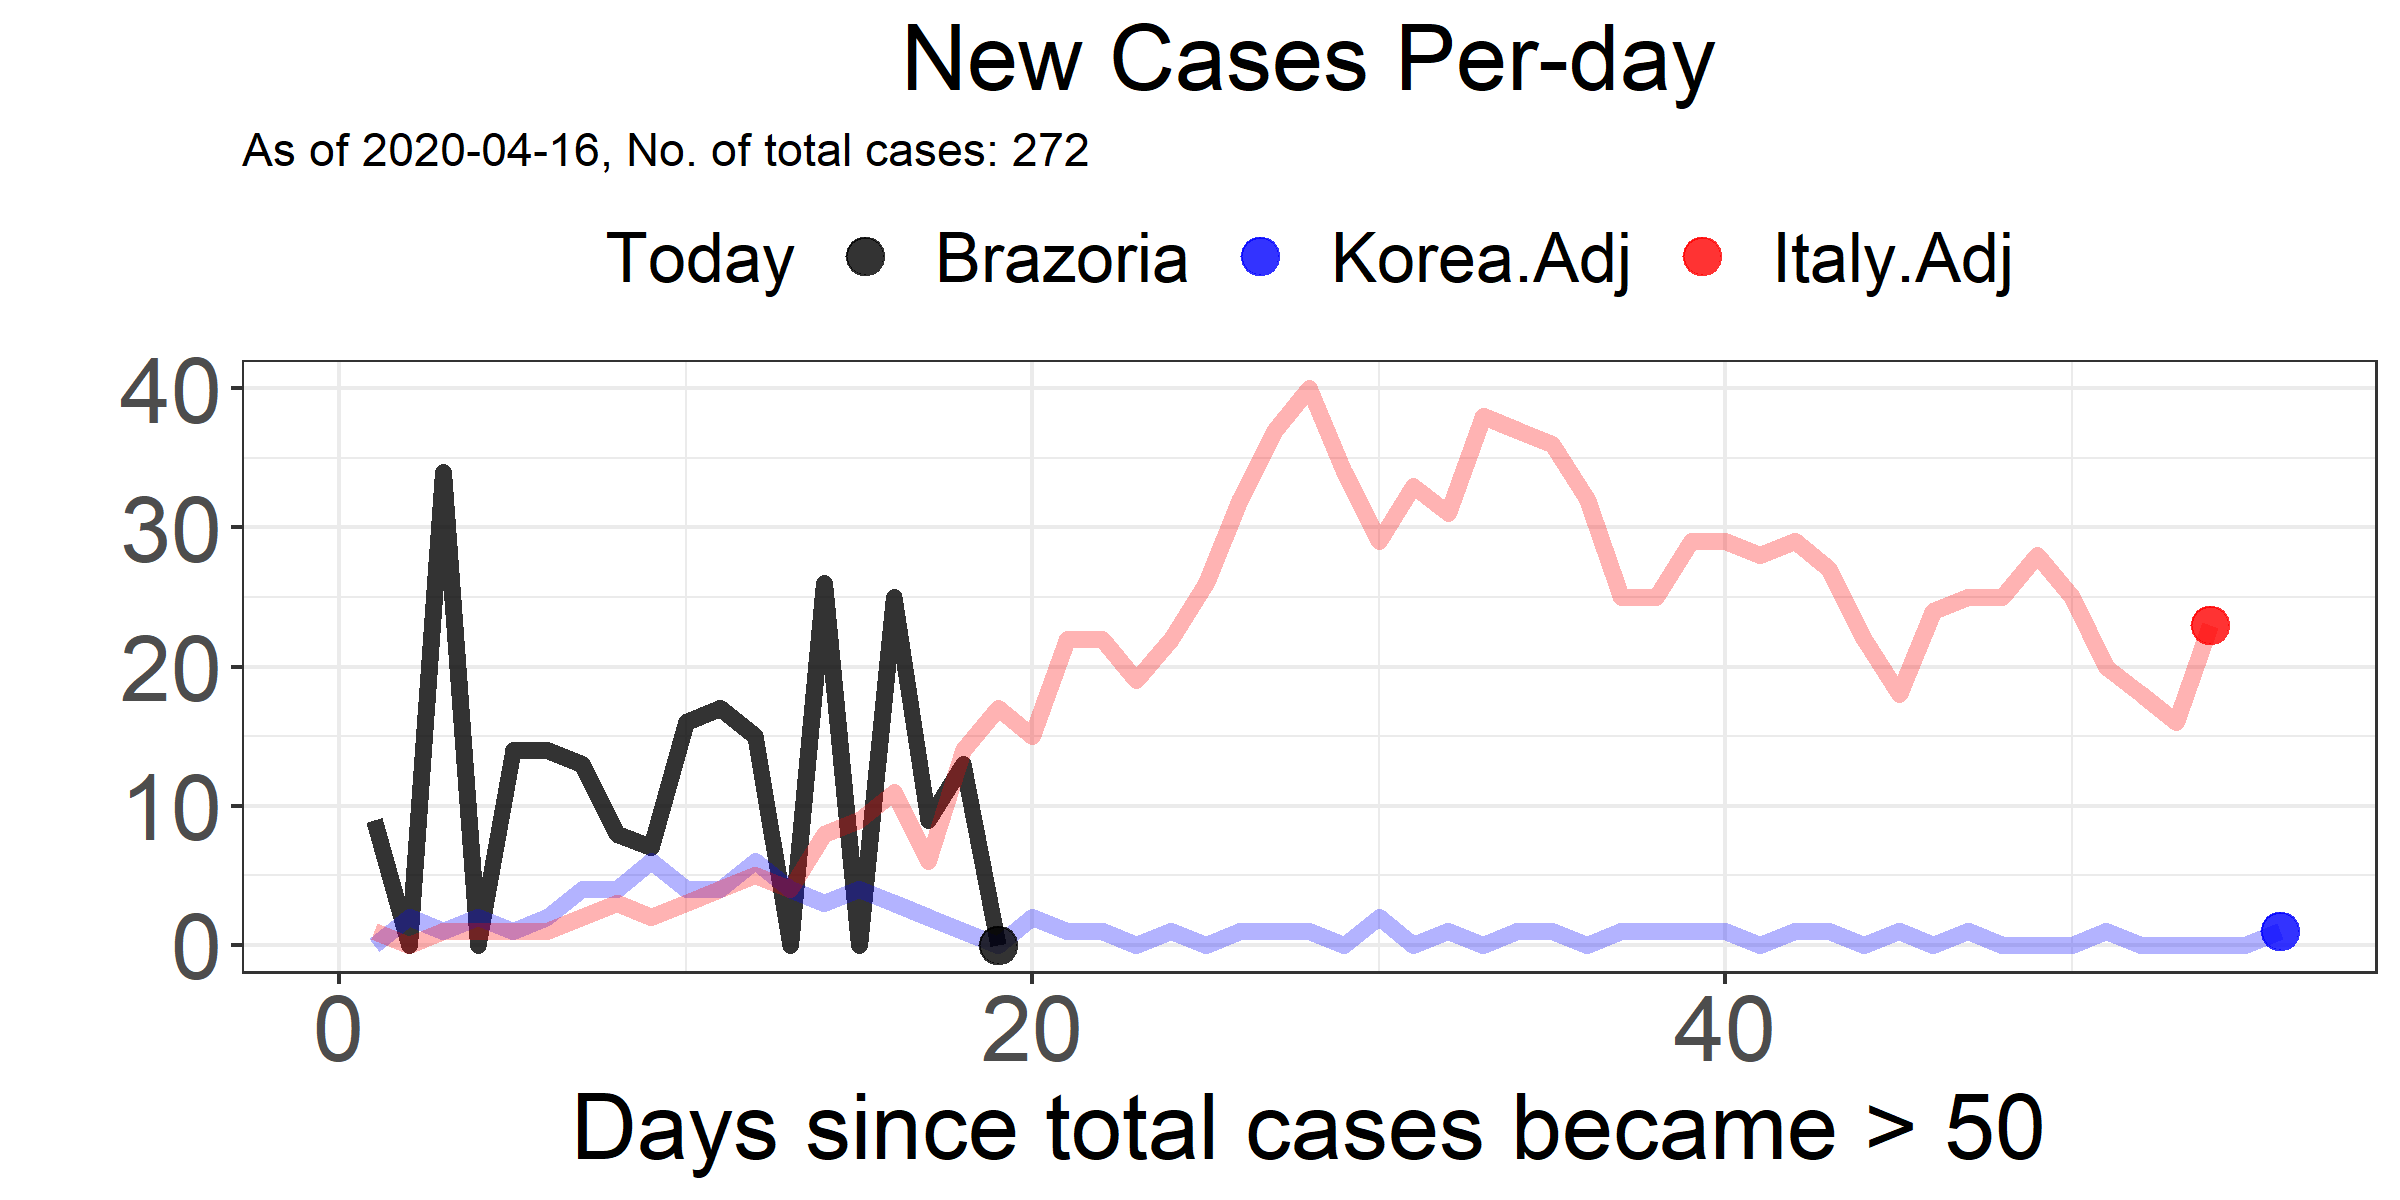 New Cases Per-day
As of 2020-04-16, No. of total cases: 272
Today Brazoria Korea.Adj Italy.Adj
40
30
20
10
0
0 20 40
Days since total cases became > 50